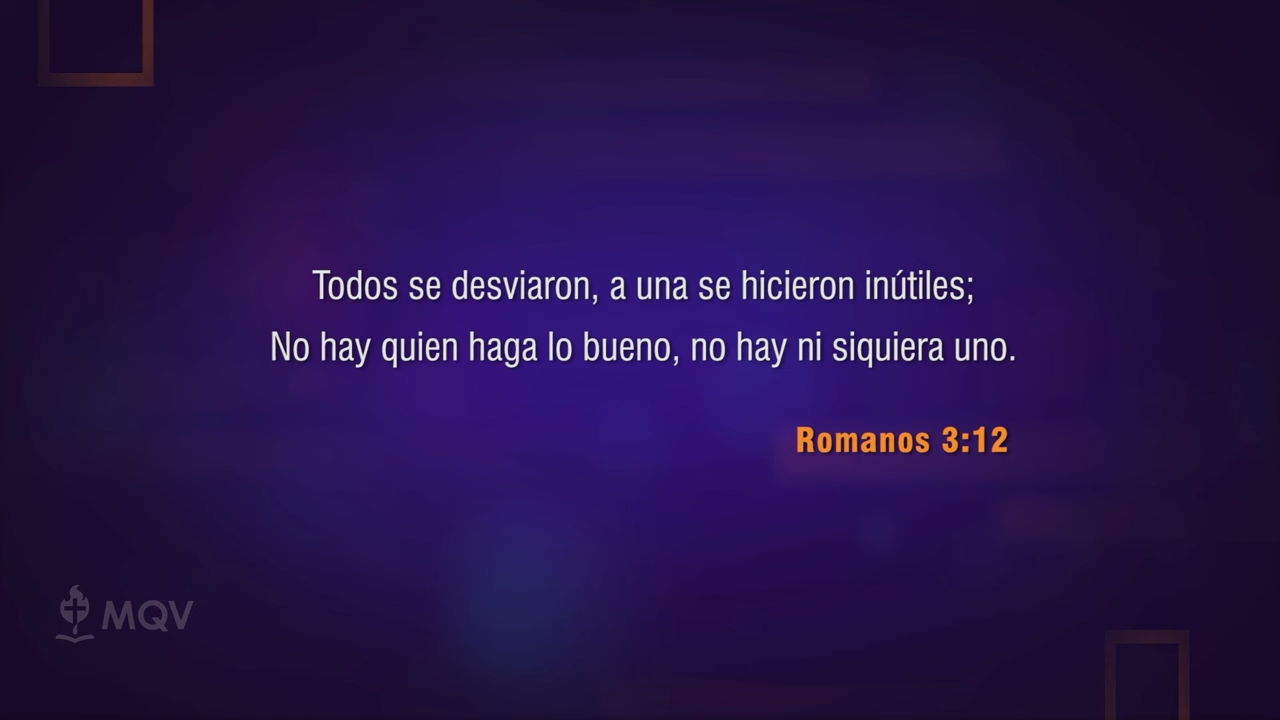 Todos se desviaron, a una se hicieron inútiles;
No hay quien haga lo bueno, no hay ni siquiera uno.
Romanos 3:12
MQV